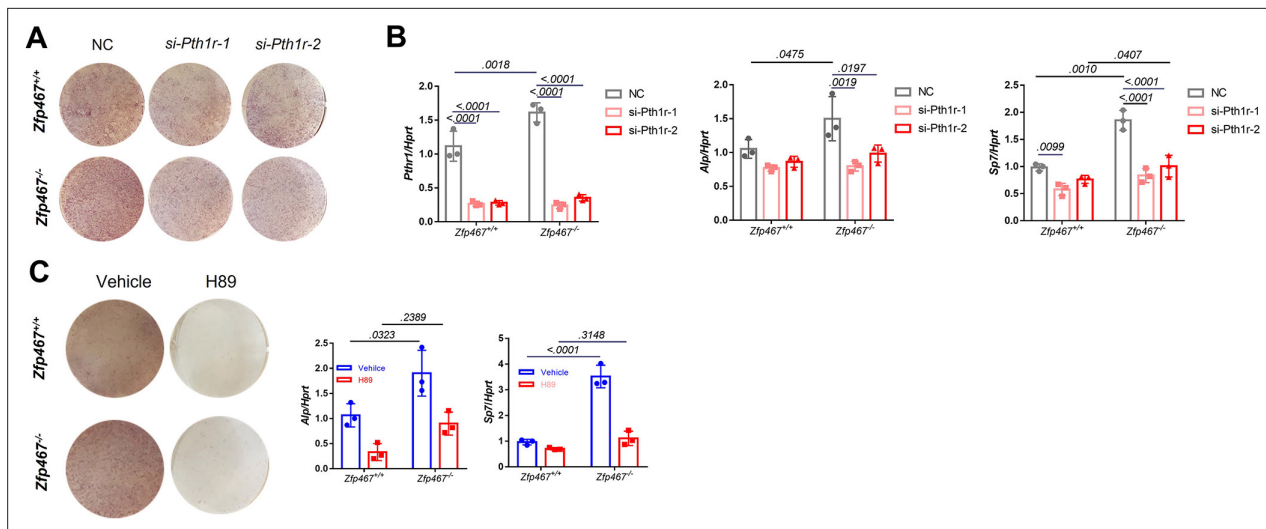 A
NC
si-Pth1r-1
si-Pth1r-2
Zfp467+/+
Zfp467-/-
B
.0018
<.0001
<.0001
<.0001
<.0001
NC
si-Pth1r-1
si-Pth1r-2
Pthr1/Hprt
2.0
1.5
1.0
0.5
0.0
Zfp467+/+
Zfp467-/-
.0475
.0197
.0019
NC
si-Pth1r-1
si-Pth1r-2
Alp/Hprt
2.0
1.5
1.0
0.5
0.0
Zfp467+/+
Zfp467-/-
.0407
.0010
<.0001
<.0001
.0099
NC
si-Pth1r-1
si-Pth1r-2
Sp7/Hprt
2.5
2.0
1.5
1.0
0.5
0.0
Zfp467+/+
Zfp467-/-
C
Vehicle
H89
Zfp467+/+
Zfp467-/-
.2389
.0323
Vehilce
H89
Alp/Hprt
2.5
2.0
1.5
1.0
0.5
0.0
Zfp467+/+
Zfp467-/-
.3148
<.0001
Vehicle
H89
Sp7/Hprt
5
4
3
2
1
0
Zfp467+/+
Zfp467-/-